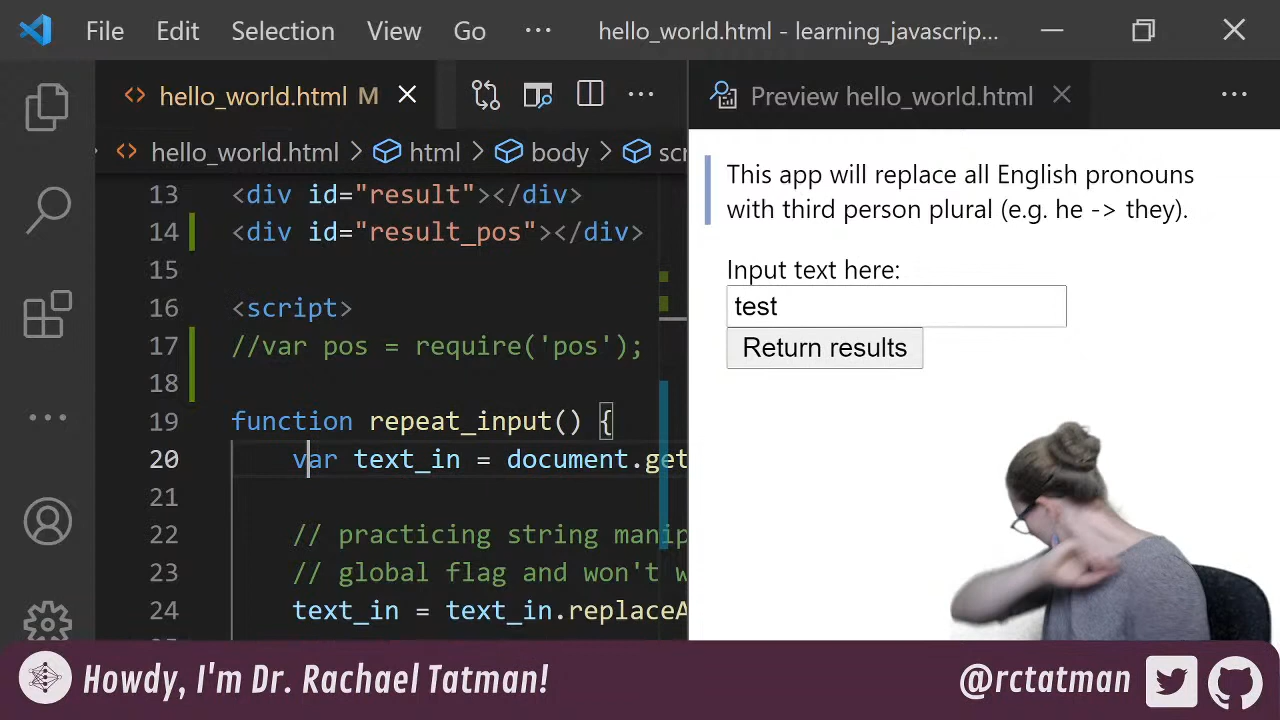 File Edit Selection View Go ··· hello_world.html - learning_javascrip...
hello_world.html M
Preview hello_world.html
hello_world.html > html > body > scr
13 <div id="result"></div>
14 <div id="result_pos"></div>
15
16 <script>
17 //var pos = require('pos');
18
19 function repeat_input() {
20 var text_in = document.get
21
22 // practicing string manip
23 // global flag and won't w
24 text_in = text_in.replaceA
This app will replace all English pronouns
with third person plural (e.g. he -> they).
Input text here:
test
Return results
Howdy, I'm Dr. Rachael Tatman!
@rctatman